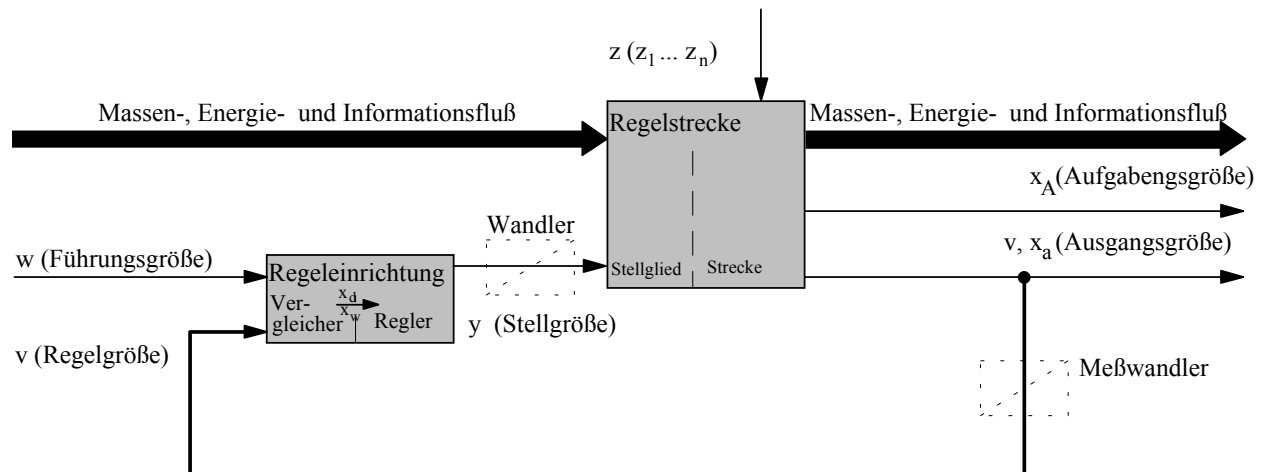 z (z1 ... zn)
Massen-, Energie- und Informationsfluß
Regelstrecke
Massen-, Energie- und Informationsfluß
xA (Aufgabengsgröße)
Wandler
v, xa (Ausgangsgröße)
w (Führungsgröße)
Regeleinrichtung
Stellglied
Strecke
xd
xw
Ver-
gleicher
Regler
y (Stellgröße)
v (Regelgröße)
Meßwandler